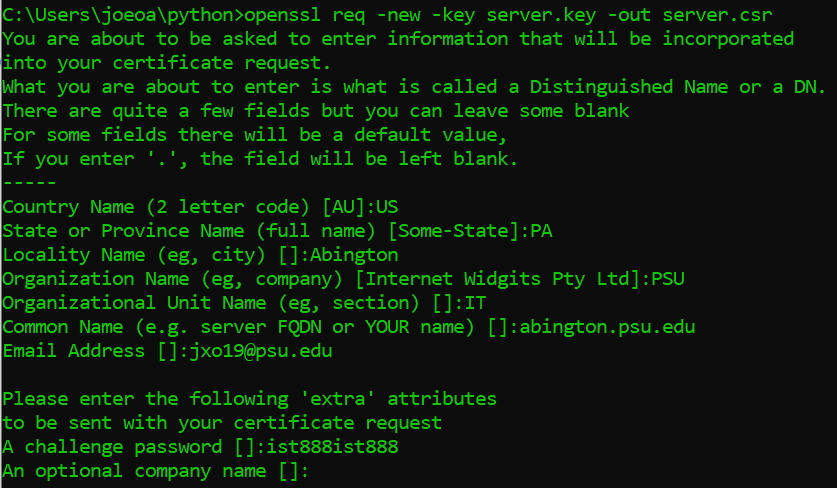 C:\Users\joeoa\python>openssl req -new -key server.key -out server.csr
You are about to be asked to enter information that will be incorporated
into your certificate request.
What you are about to enter is what is called a Distinguished Name or a DN.
There are quite a few fields but you can leave some blank
For some fields there will be a default value,
If you enter '.', the field will be left blank.
-----
Country Name (2 letter code) [AU]:US
State or Province Name (full name) [Some-State]:PA
Locality Name (eg, city) []:Abington
Organization Name (eg, company) [Internet Widgits Pty Ltd]:PSU
Organizational Unit Name (eg, section) []:IT
Common Name (e.g. server FQDN or YOUR name) []:abington.psu.edu
Email Address []:jxo19@psu.edu
Please enter the following 'extra' attributes
to be sent with your certificate request
A challenge password []:ist888ist888
An optional company name []: